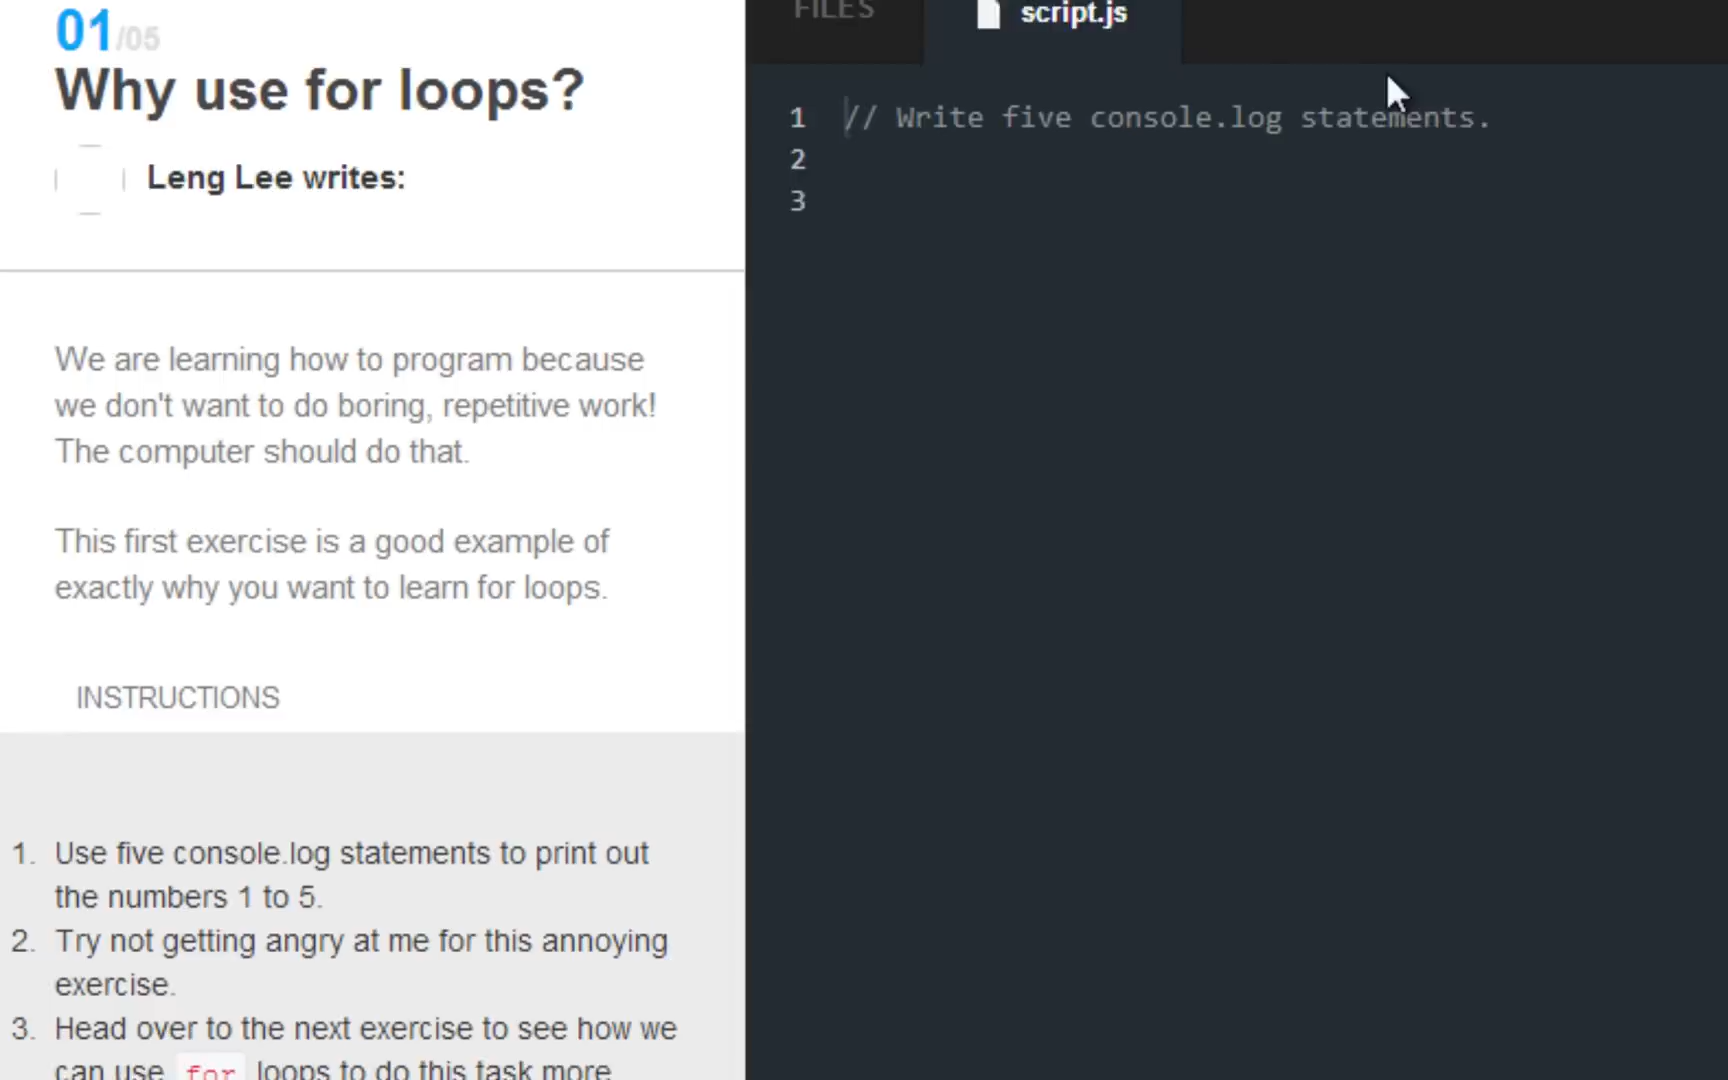 01/05
Why use for loops?
Leng Lee writes:
We are learning how to program because
we don't want to do boring, repetitive work!
The computer should do that.
This first exercise is a good example of
exactly why you want to learn for loops.
INSTRUCTIONS
1. Use five console.log statements to print out
the numbers 1 to 5.
2. Try not getting angry at me for this annoying
exercise.
3. Head over to the next exercise to see how we
can use for loops to do this task more
FILES
script.js
1 // Write five console.log statements.
2
3